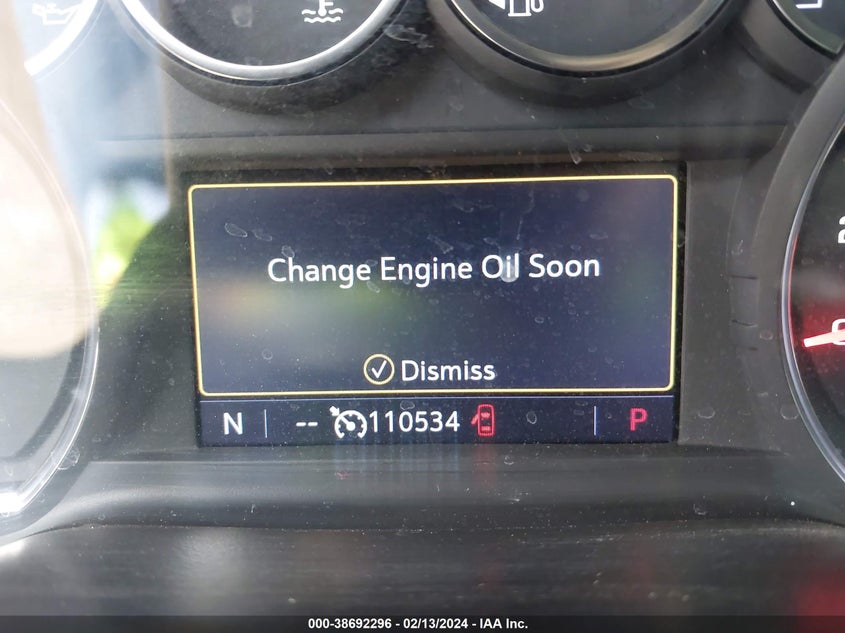 Change Engine Oil Soon
Dismiss
N -- 110534 P
000-38692296 - 02/13/2024 - IAA Inc.